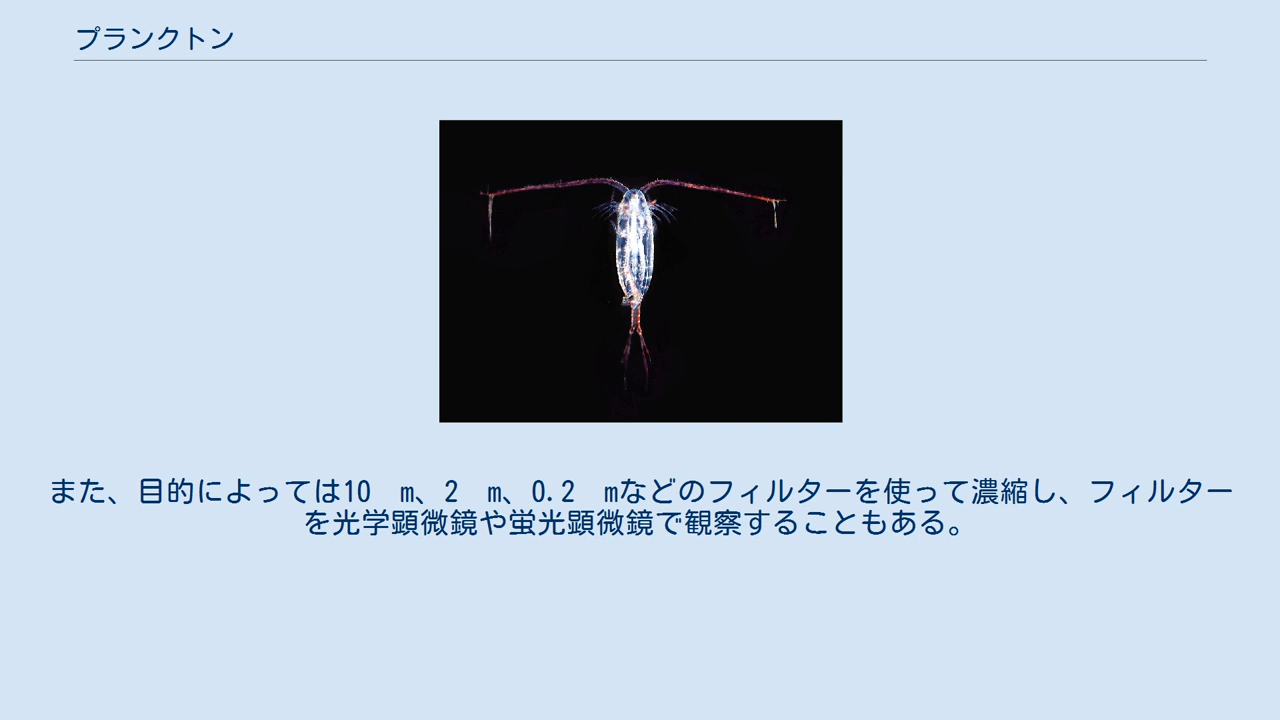 プランクトン
また、目的によっては10　m、2　m、0.2　mなどのフィルターを使って濃縮し、フィルター
を光学顕微鏡や蛍光顕微鏡で観察することもある。